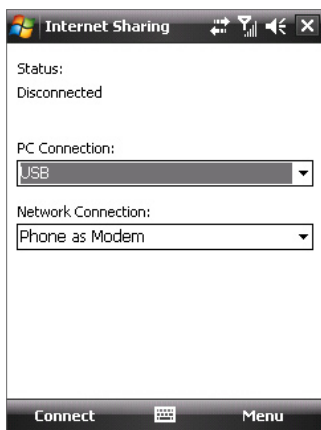 Internet Sharing
Status:
Disconnected
PC Connection:
USB
Network Connection:
Phone as Modem
Connect Menu